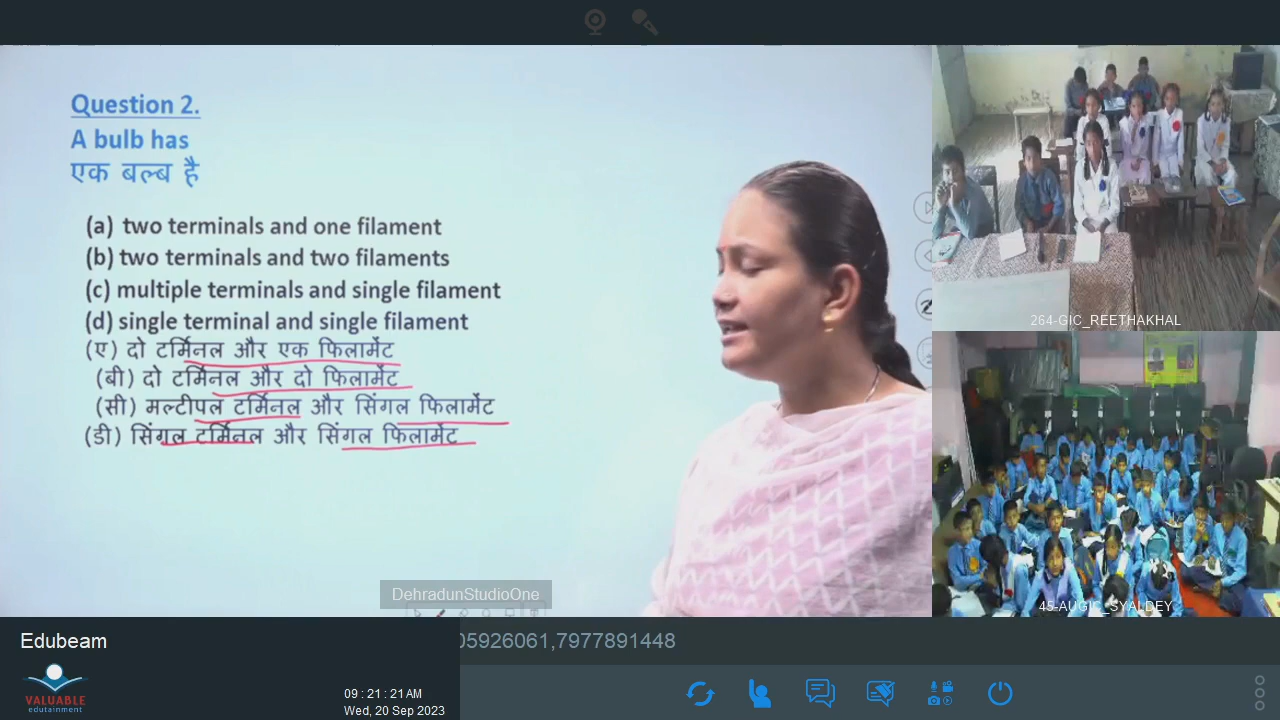 Question 2.
A bulb has
एक बल्ब है
(a) two terminals and one filament
(b) two terminals and two filaments
(c) multiple terminals and single filament
(d) single terminal and single filament
(ए) दो टर्मिनल और एक फिलामेंट
(बी) दो टर्मिनल और दो फिलामेंट
(सी) मल्टीपल टर्मिनल और सिंगल फिलामेंट
(डी) सिंगल टर्मिनल और सिंगल फिलामेंट
DehradunStudioOne
264-GIC_REETHAKHAL
45-AUGIC_SYALDEY
Edubeam
05926061,7977891448
VALUABLE
edutainment
09 : 21 : 21 AM
Wed, 20 Sep 2023